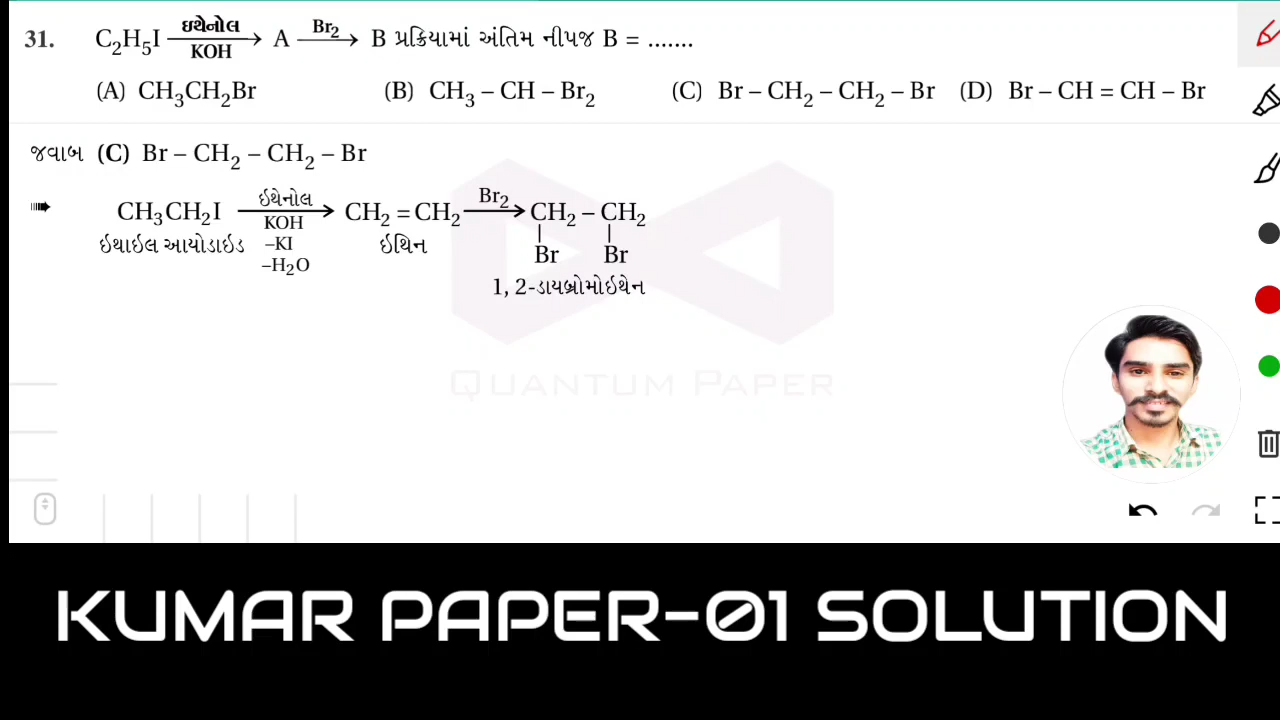 31. C₂H₅I ઇથેનોલ/KOH → A Br₂ → B પ્રક્રિયામાં અંતિમ નીપજ B = .......
(A) CH₃CH₂Br (B) CH₃ – CH – Br₂ (C) Br – CH₂ – CH₂ – Br (D) Br – CH = CH – Br
જવાબ (C) Br – CH₂ – CH₂ – Br
ઇથેનોલ Br₂
CH₃CH₂I → CH₂ = CH₂ → CH₂ – CH₂
KOH | |
ઇથાઇલ આયોડાઇડ –KI ઇથિન Br Br
–H₂O
1, 2-ડાયબ્રોમોઇથેન
QUANTUM PAPER
KUMAR PAPER-01 SOLUTION